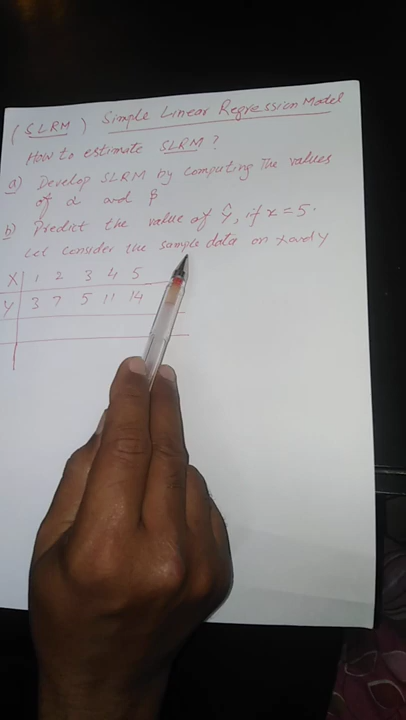 (SLRM) Simple Linear Regression Model
How to estimate SLRM?
a) Develop SLRM by computing The values
of α and β
b) Predict the value of Ŷ, if x = 5.
Let consider the sample data on X and Y
X 1 2 3 4 5
Y 3 7 5 11 14